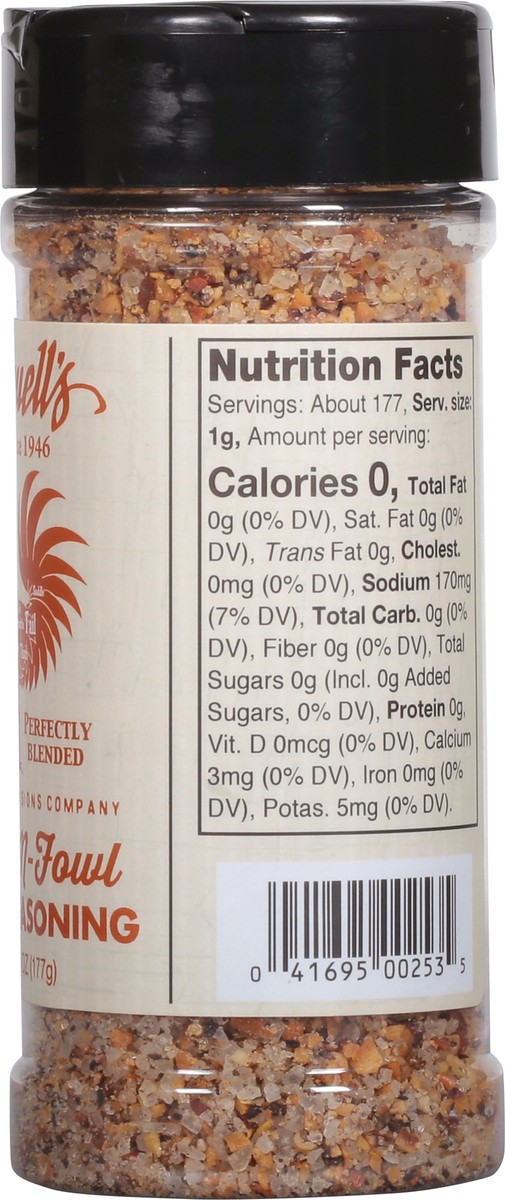 uell's
e 1946
PERFECTLY
BLENDED
SIONS COMPANY
N-Fowl
ASONING
OZ (177g)
Nutrition Facts
Servings: About 177, Serv. size:
1g, Amount per serving:
Calories 0, Total Fat
0g (0% DV), Sat. Fat 0g (0%
DV), Trans Fat 0g, Cholest.
0mg (0% DV), Sodium 170mg
(7% DV), Total Carb. 0g (0%
DV), Fiber 0g (0% DV), Total
Sugars 0g (Incl. 0g Added
Sugars, 0% DV), Protein 0g,
Vit. D 0mcg (0% DV), Calcium
3mg (0% DV), Iron 0mg (0%
DV), Potas. 5mg (0% DV).
0 41695 00253 5